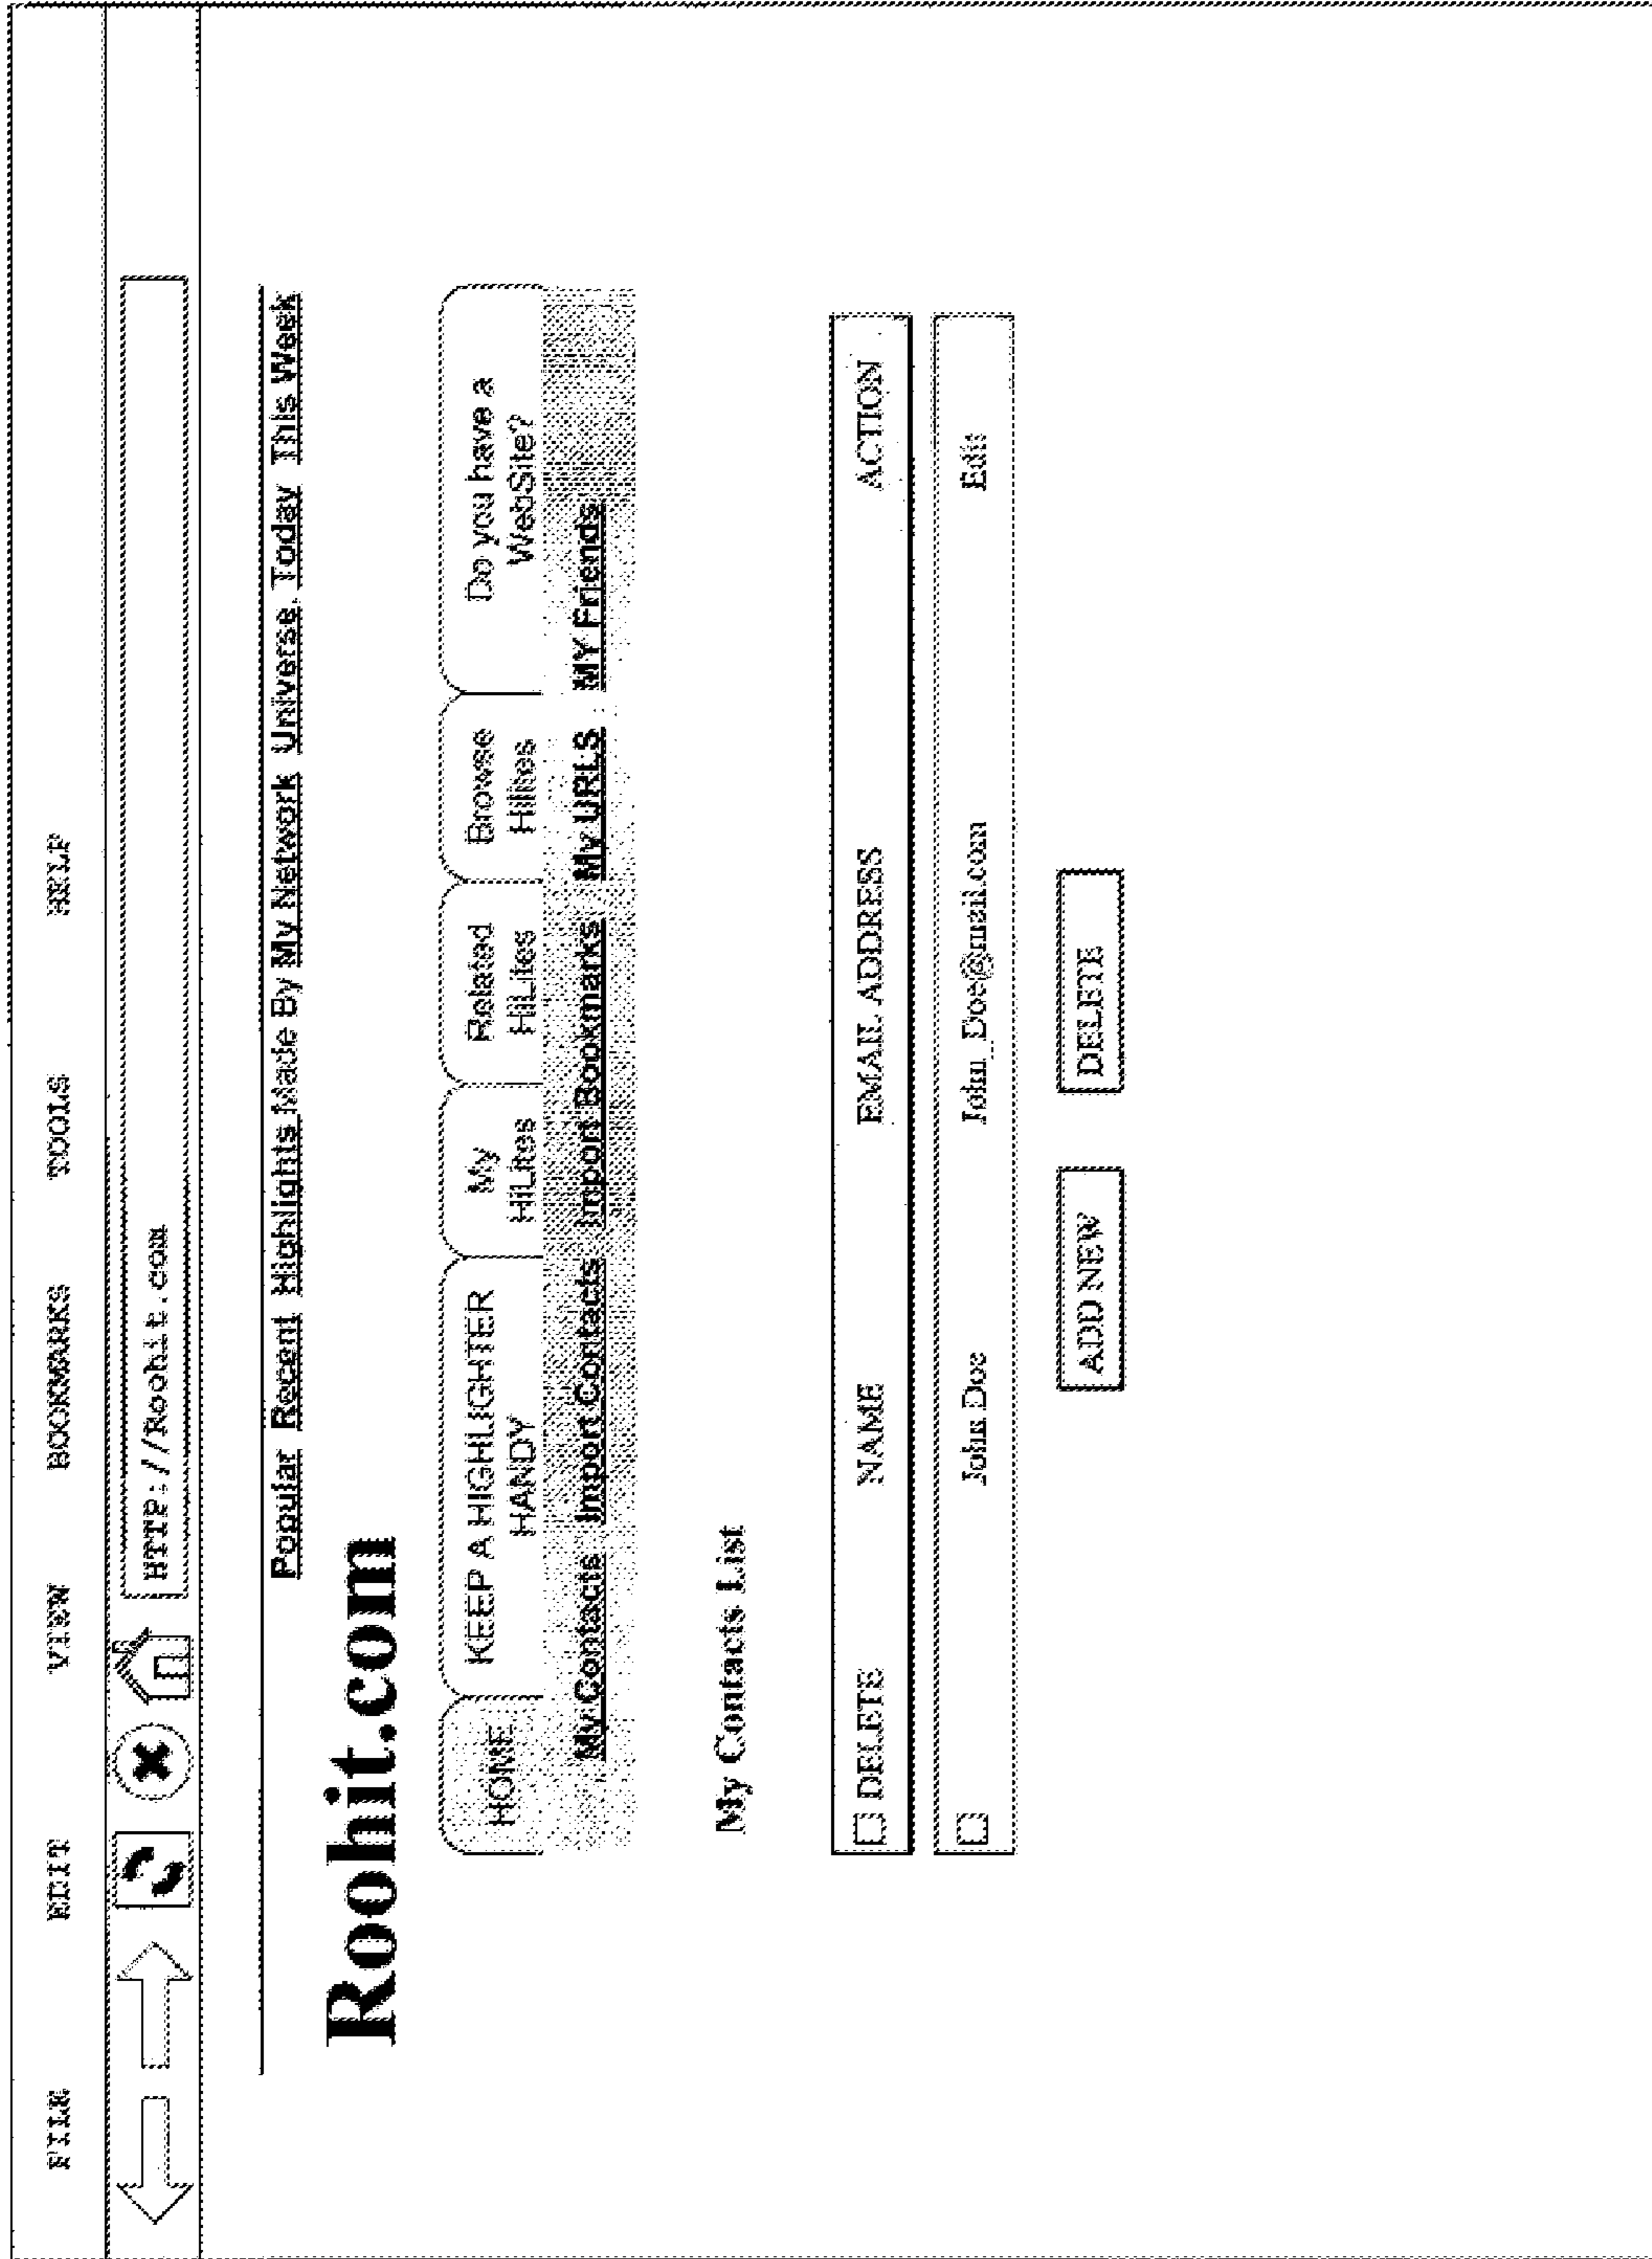 FILE EDIT VIEW BOOKMARKS TOOLS HELP
HTTP://Roohit.com
Popular Recent Highlights Made By My Network Universe Today This Week
Roohit.com
HOME
KEEP A HIGHLIGHTER
HANDY
My
HiLites
Related
HiLites
Browse
Hilites
Do you have a
WebSite?
My Contacts Import Contacts Import Bookmarks My URLS MY Friends
My Contacts List
DELETE NAME EMAIL ADDRESS ACTION
John Doe John_Doe@mail.com Edit
ADD NEW DELETE